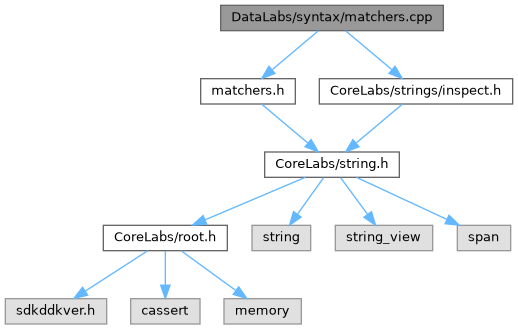 DataLabs/syntax/matchers.cpp
matchers.h
CoreLabs/strings/inspect.h
CoreLabs/string.h
CoreLabs/root.h
string
string_view
span
sdkddkver.h
cassert
memory